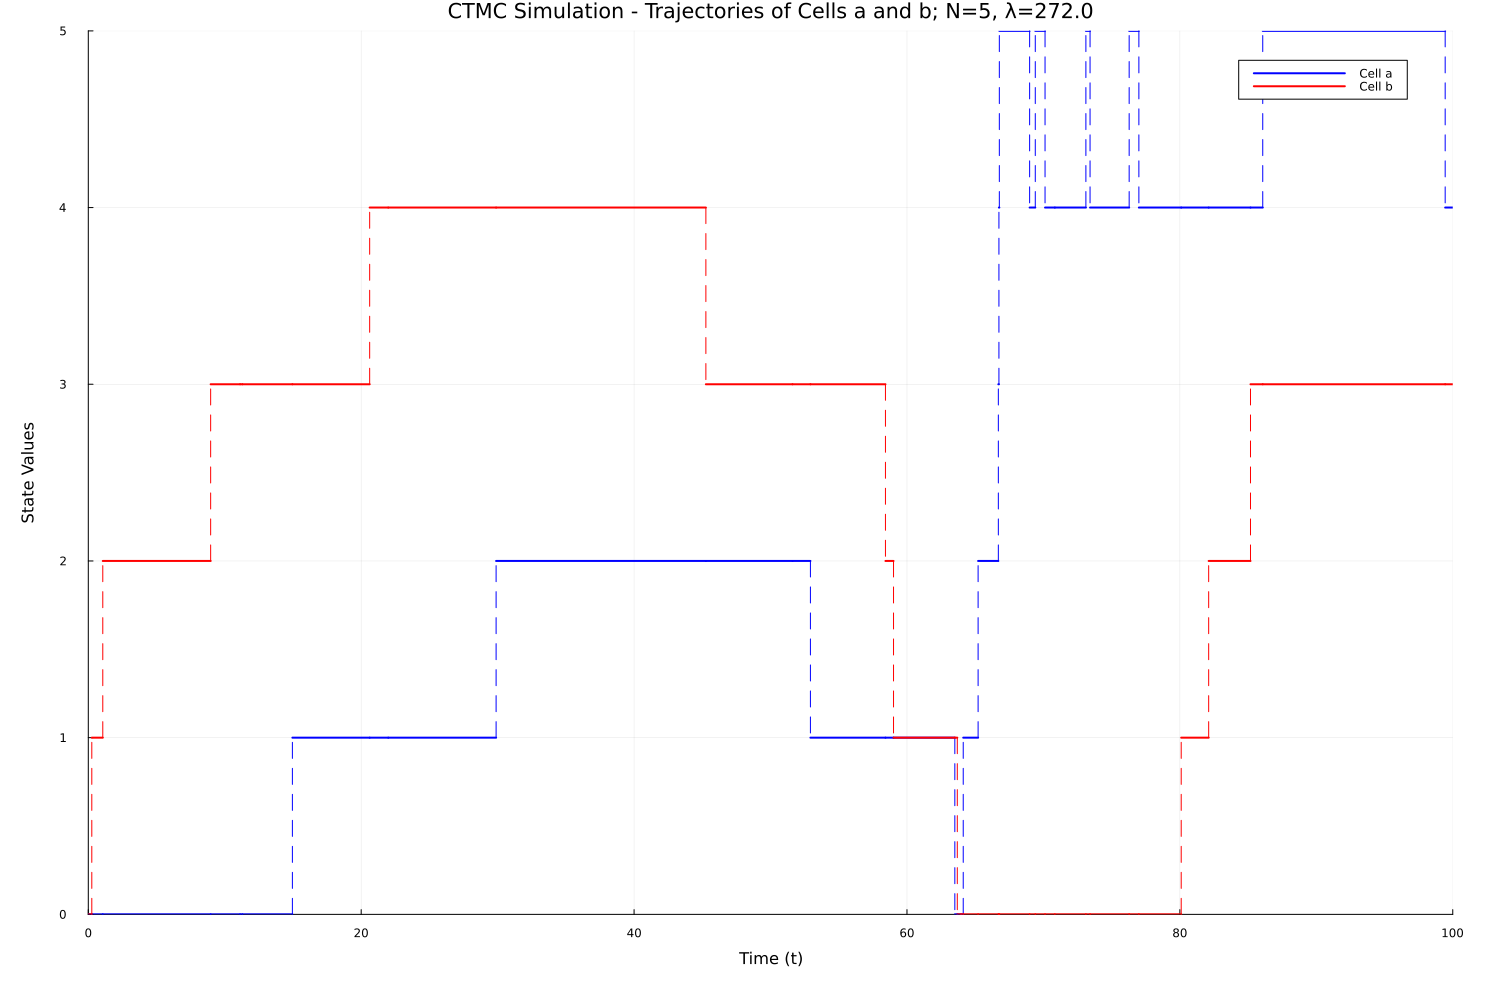 CTMC Simulation - Trajectories of Cells a and b; N=5, λ=272.0
5
4
3
2
1
0
State Values
Cell a
Cell b
0 20 40 60 80 100
Time (t)